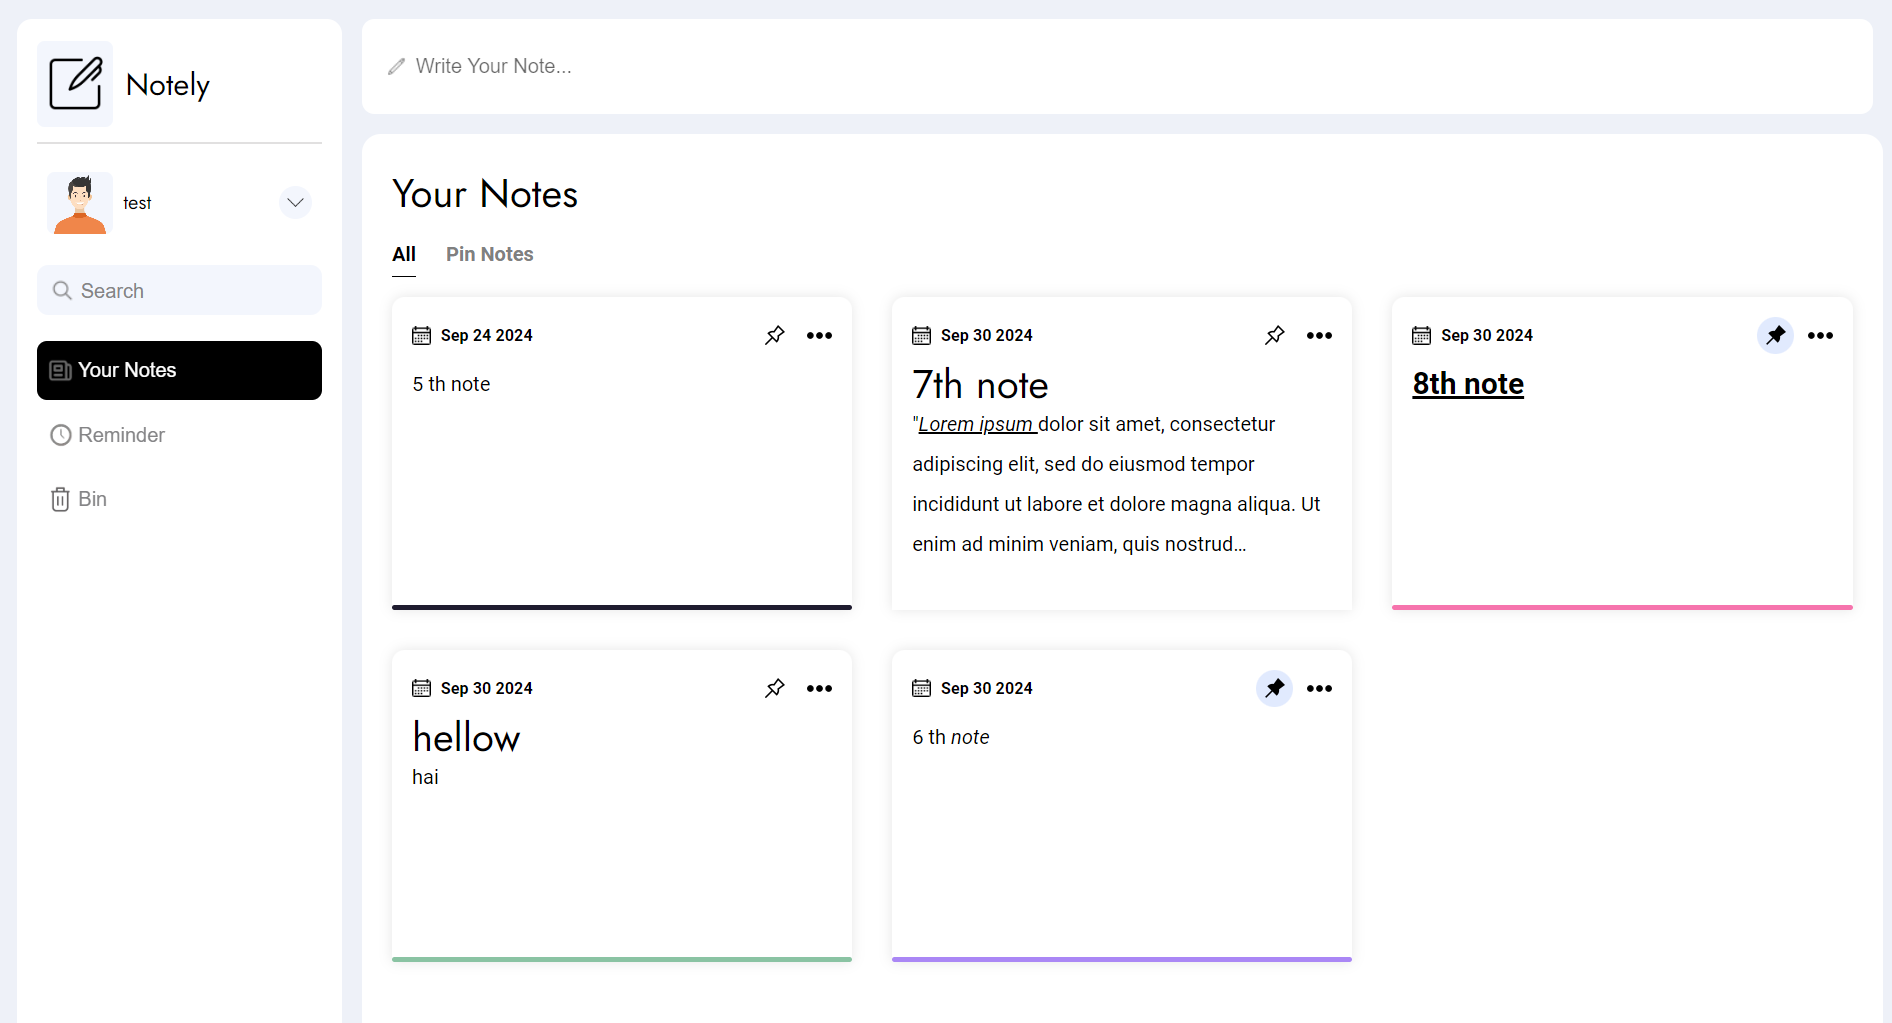 Notely
test
Search
Your Notes
Reminder
Bin
Write Your Note...
Your Notes
All Pin Notes
Sep 24 2024
5 th note
Sep 30 2024
7th note
"Lorem ipsum dolor sit amet, consectetur
adipiscing elit, sed do eiusmod tempor
incididunt ut labore et dolore magna aliqua. Ut
enim ad minim veniam, quis nostrud...
Sep 30 2024
8th note
Sep 30 2024
hellow
hai
Sep 30 2024
6 th note